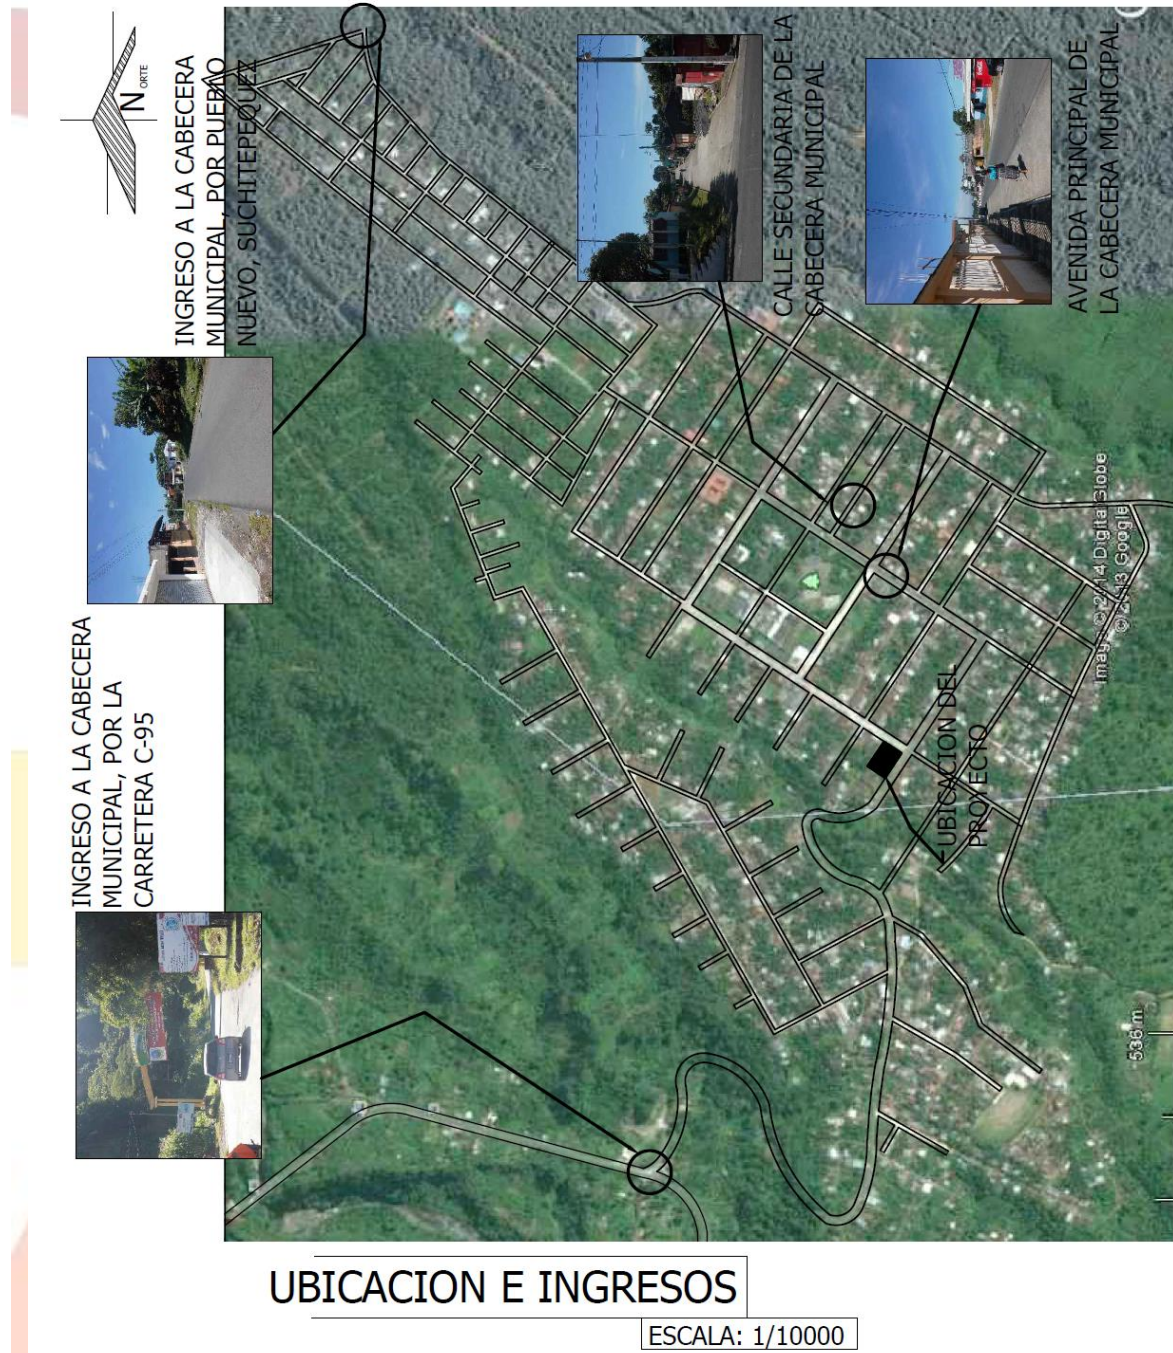 NORTE
INGRESO A LA CABECERA
MUNICIPAL, POR PUEBLO
NUEVO, SUCHITEPEQUEZ
CALLE SECUNDARIA DE LA
CABECERA MUNICIPAL
AVENIDA PRINCIPAL DE
LA CABECERA MUNICIPAL
INGRESO A LA CABECERA
MUNICIPAL, POR LA
CARRETERA C-95
UBICACION DEL
PROYECTO
Image © 2014 DigitalGlobe
© 2013 Google
536 m
UBICACION E INGRESOS
ESCALA: 1/10000